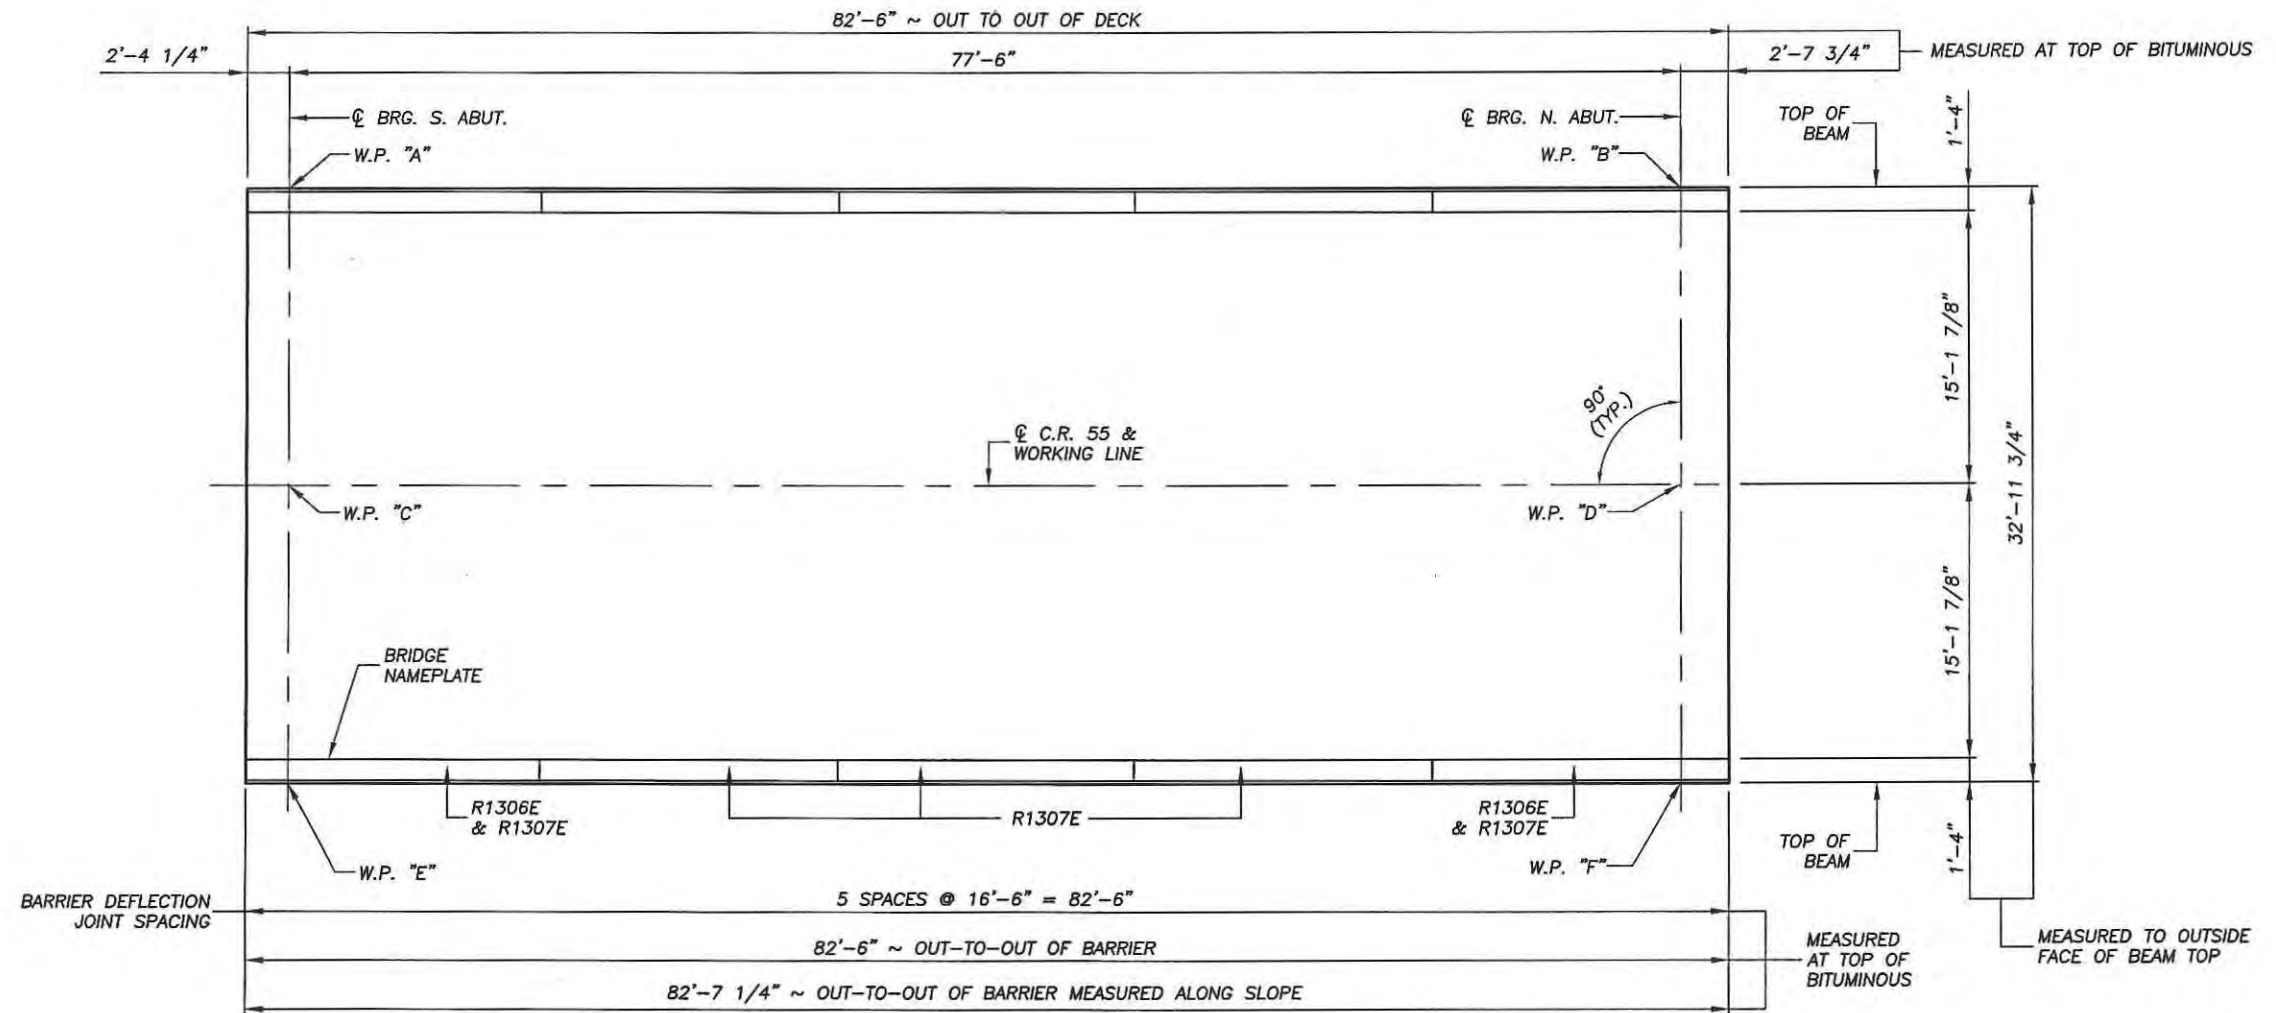 82'-6" ~ OUT TO OUT OF DECK
2'-4 1/4"
77'-6"
2'-7 3/4"
MEASURED AT TOP OF BITUMINOUS
℄ BRG. S. ABUT.
℄ BRG. N. ABUT.
TOP OF
BEAM
1'-4"
W.P. "A"
W.P. "B"
15'-1 7/8"
90°
(TYP.)
℄ C.R. 55 &
WORKING LINE
32'-11 3/4"
W.P. "C"
W.P. "D"
15'-1 7/8"
BRIDGE
NAMEPLATE
R1306E
& R1307E
R1307E
R1306E
& R1307E
TOP OF
BEAM
1'-4"
W.P. "E"
W.P. "F"
BARRIER DEFLECTION
JOINT SPACING
5 SPACES @ 16'-6" = 82'-6"
82'-6" ~ OUT-TO-OUT OF BARRIER
MEASURED
AT TOP OF
BITUMINOUS
MEASURED TO OUTSIDE
FACE OF BEAM TOP
82'-7 1/4" ~ OUT-TO-OUT OF BARRIER MEASURED ALONG SLOPE